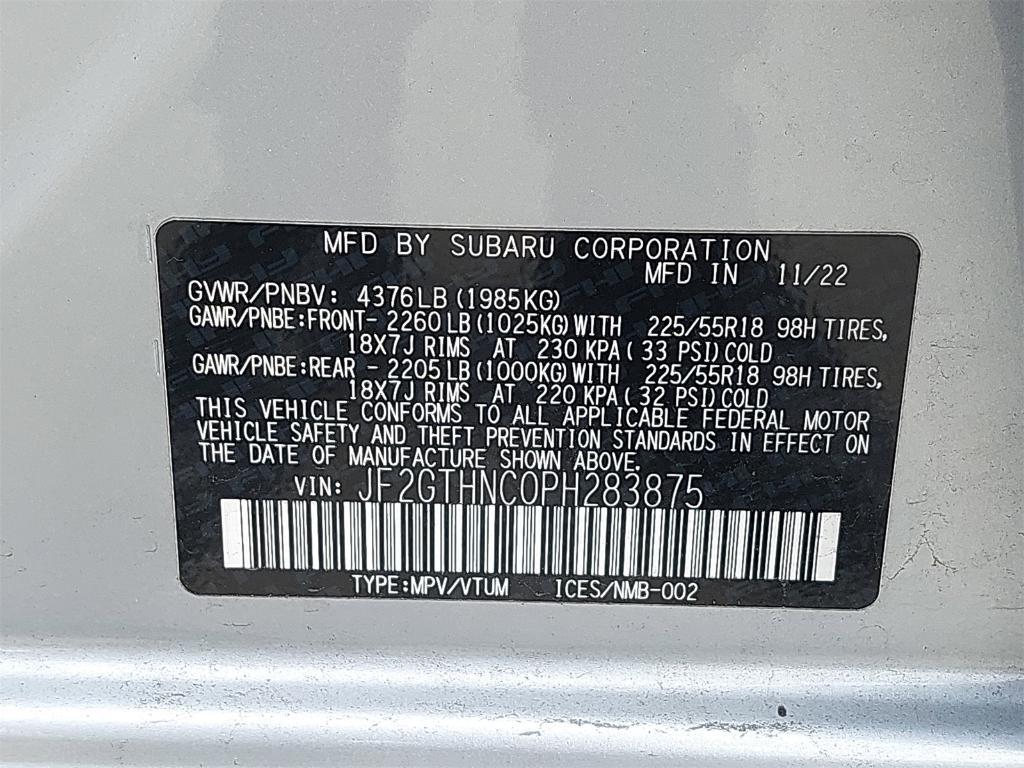 MFD BY SUBARU CORPORATION
MFD IN 11/22
GVWR/PNBV: 4376LB (1985KG)
GAWR/PNBE:FRONT- 2260 LB (1025KG) WITH 225/55R18 98H TIRES,
18X7J RIMS AT 230 KPA ( 33 PSI) COLD
GAWR/PNBE:REAR - 2205 LB (1000KG) WITH 225/55R18 98H TIRES,
18X7J RIMS AT 220 KPA ( 32 PSI) COLD
THIS VEHICLE CONFORMS TO ALL APPLICABLE FEDERAL MOTOR
VEHICLE SAFETY AND THEFT PREVENTION STANDARDS IN EFFECT ON
THE DATE OF MANUFACTURE SHOWN ABOVE.
VIN: JF2GTHNC0PH283875
TYPE:MPV/VTUM ICES/NMB-002